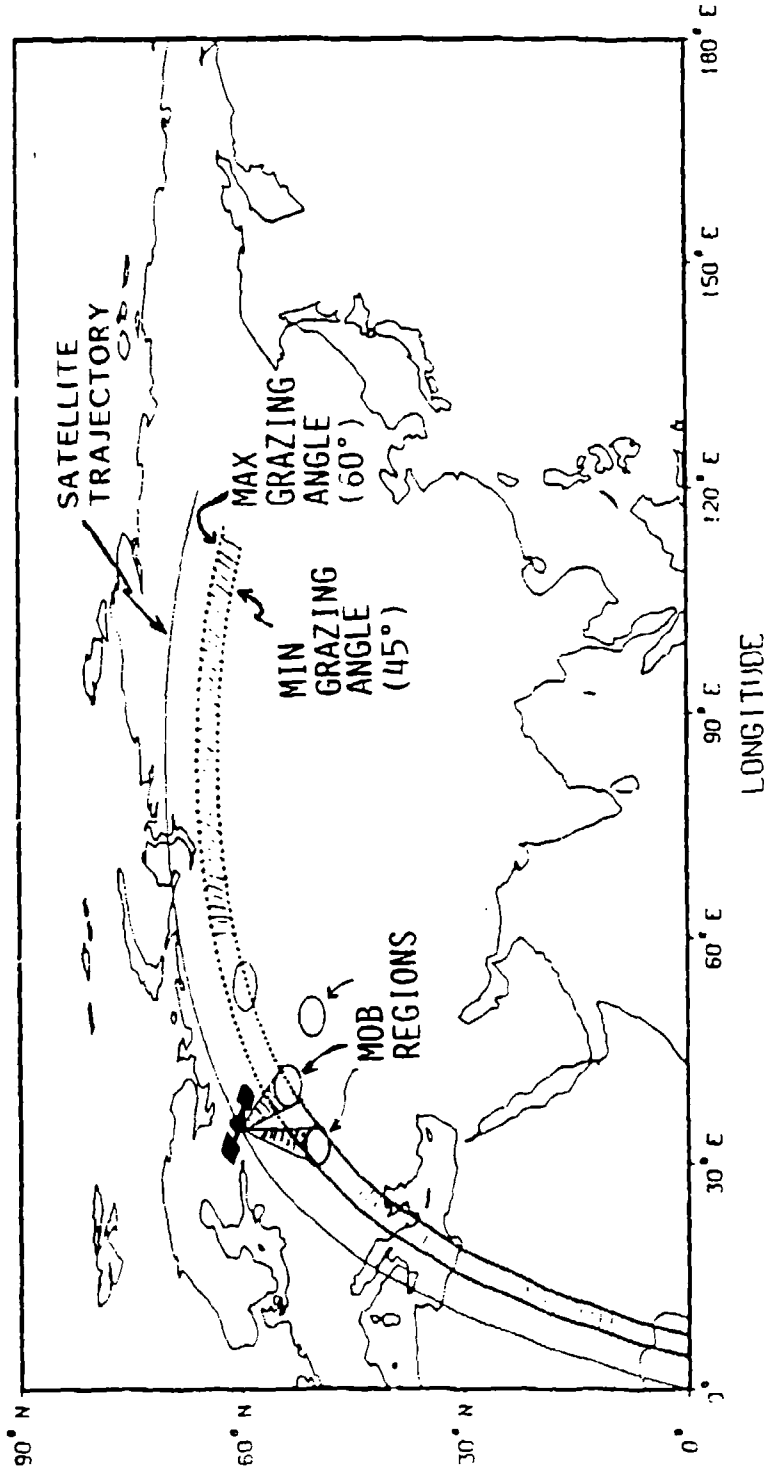 90° N
60° N
30° N
0°
SATELLITE
TRAJECTORY
MAX
GRAZING
ANGLE
(60°)
MIN
GRAZING
ANGLE
(45°)
MOB
REGIONS
0°
30° E
60° E
90° E
120° E
150° E
180° E
LONGITUDE